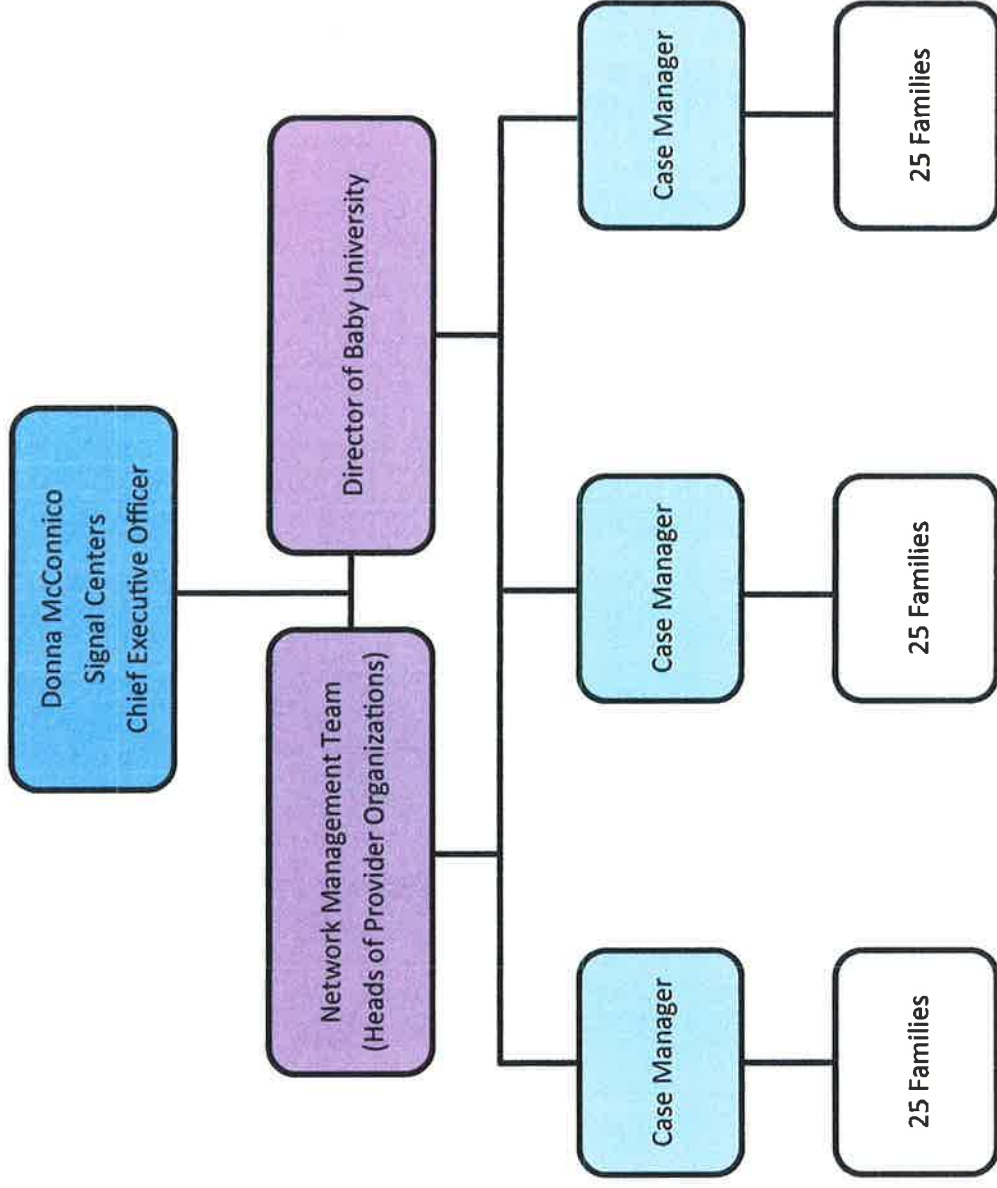 Donna McConnico
Signal Centers
Chief Executive Officer
Network Management Team
(Heads of Provider Organizations)
Director of Baby University
Case Manager
Case Manager
Case Manager
25 Families
25 Families
25 Families